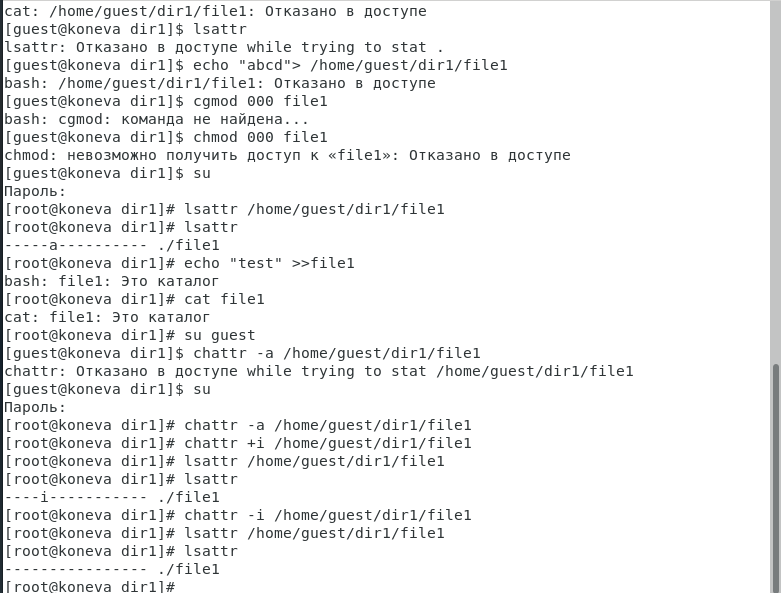 cat: /home/guest/dir1/file1: Отказано в доступе
[guest@koneva dir1]$ lsattr
lsattr: Отказано в доступе while trying to stat .
[guest@koneva dir1]$ echo "abcd"> /home/guest/dir1/file1
bash: /home/guest/dir1/file1: Отказано в доступе
[guest@koneva dir1]$ cgmod 000 file1
bash: cgmod: команда не найдена...
[guest@koneva dir1]$ chmod 000 file1
chmod: невозможно получить доступ к «file1»: Отказано в доступе
[guest@koneva dir1]$ su
Пароль:
[root@koneva dir1]# lsattr /home/guest/dir1/file1
[root@koneva dir1]# lsattr
-----a---------- ./file1
[root@koneva dir1]# echo "test" >>file1
bash: file1: Это каталог
[root@koneva dir1]# cat file1
cat: file1: Это каталог
[root@koneva dir1]# su guest
[guest@koneva dir1]$ chattr -a /home/guest/dir1/file1
chattr: Отказано в доступе while trying to stat /home/guest/dir1/file1
[guest@koneva dir1]$ su
Пароль:
[root@koneva dir1]# chattr -a /home/guest/dir1/file1
[root@koneva dir1]# chattr +i /home/guest/dir1/file1
[root@koneva dir1]# lsattr /home/guest/dir1/file1
[root@koneva dir1]# lsattr
----i----------- ./file1
[root@koneva dir1]# chattr -i /home/guest/dir1/file1
[root@koneva dir1]# lsattr /home/guest/dir1/file1
[root@koneva dir1]# lsattr
---------------- ./file1
[root@koneva dir1]#